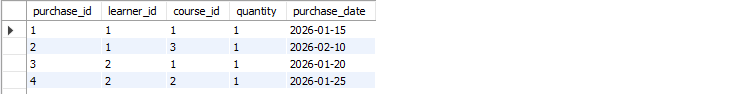 purchase_id learner_id course_id quantity purchase_date
1 1 1 1 2026-01-15
2 1 3 1 2026-02-10
3 2 1 1 2026-01-20
4 2 2 1 2026-01-25